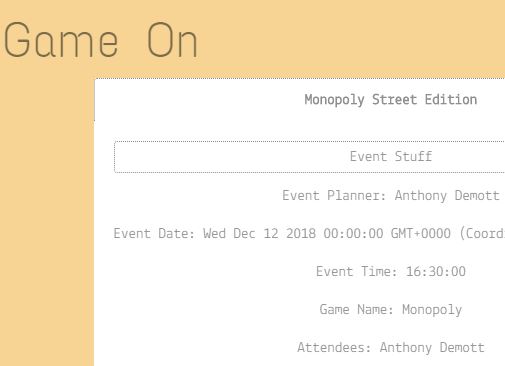 Game On
Monopoly Street Edition
Event Stuff
Event Planner: Anthony Demott
Event Date: Wed Dec 12 2018 00:00:00 GMT+0000 (Coord
Event Time: 16:30:00
Game Name: Monopoly
Attendees: Anthony Demott